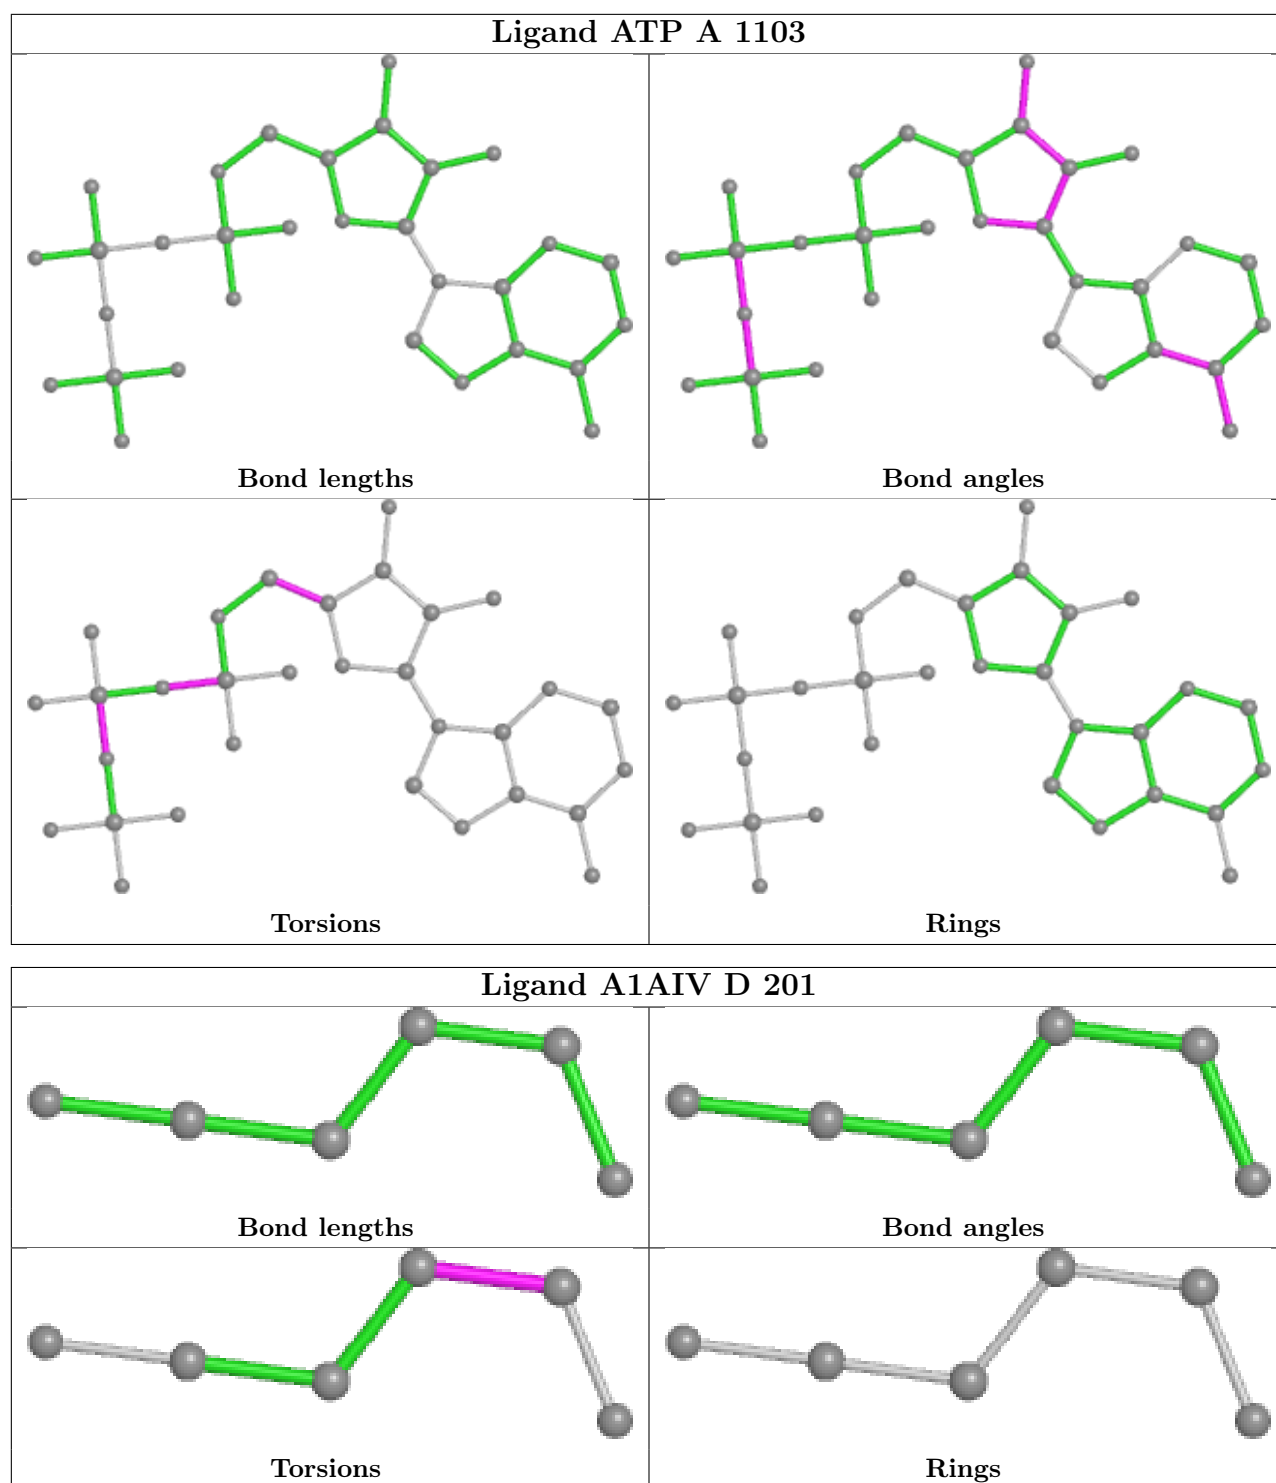 Ligand ATP A 1103
Bond lengths
Bond angles
Torsions
Rings
Ligand A1AIV D 201
Bond lengths
Bond angles
Torsions
Rings